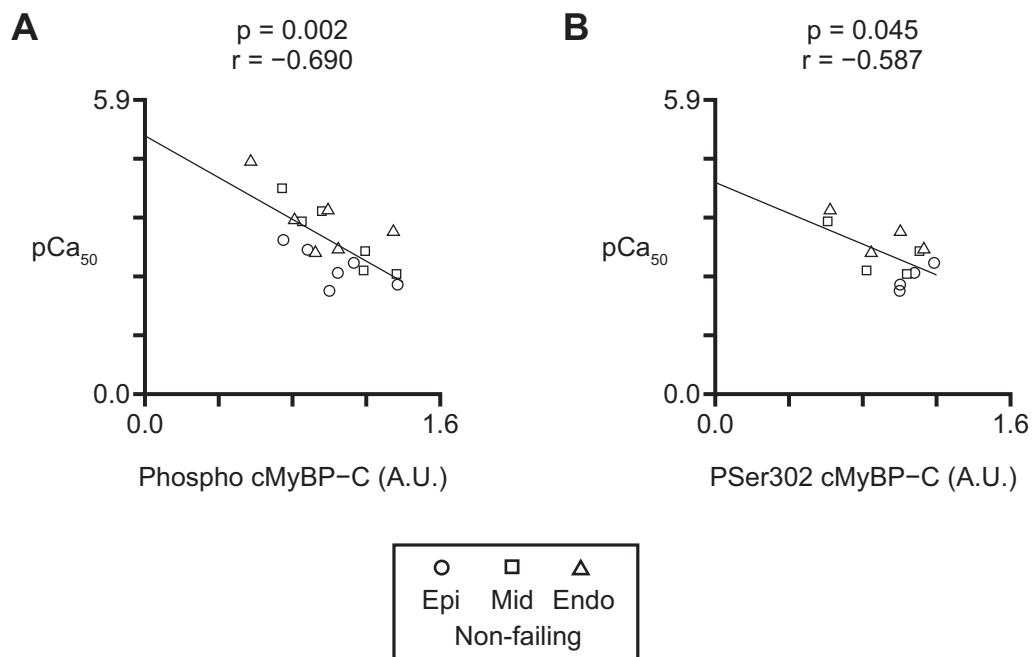 A
p = 0.002
r = −0.690
5.9
pCa50
0.0
0.0
1.6
Phospho cMyBP−C (A.U.)
B
p = 0.045
r = −0.587
5.9
pCa50
0.0
0.0
1.6
PSer302 cMyBP−C (A.U.)
Epi Mid Endo
Non-failing